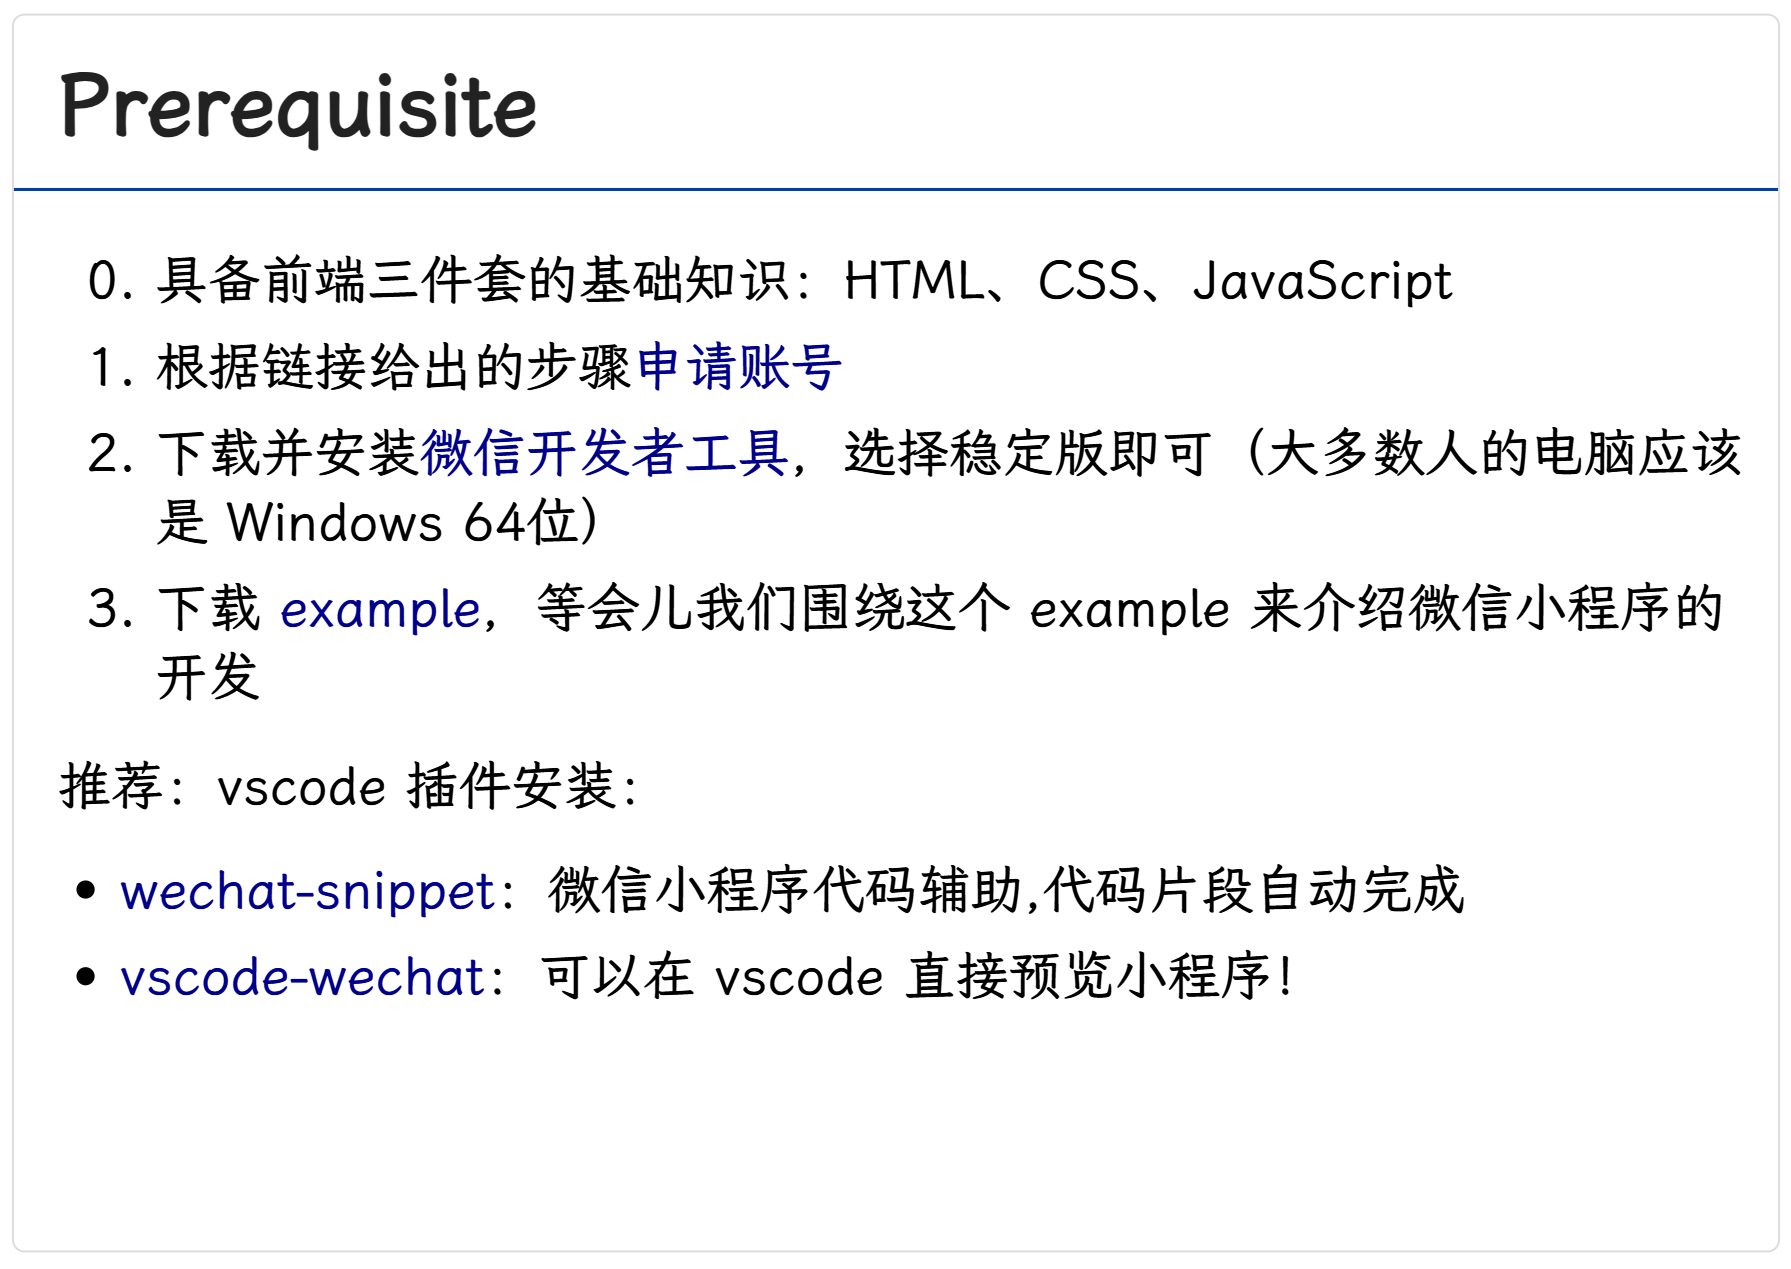 Prerequisite
0. 具备前端三件套的基础知识：HTML、CSS、JavaScript
1. 根据链接给出的步骤申请账号
2. 下载并安装微信开发者工具，选择稳定版即可（大多数人的电脑应该
是 Windows 64位）
3. 下载 example，等会儿我们围绕这个 example 来介绍微信小程序的
开发
推荐：vscode 插件安装：
• wechat-snippet：微信小程序代码辅助,代码片段自动完成
• vscode-wechat：可以在 vscode 直接预览小程序！